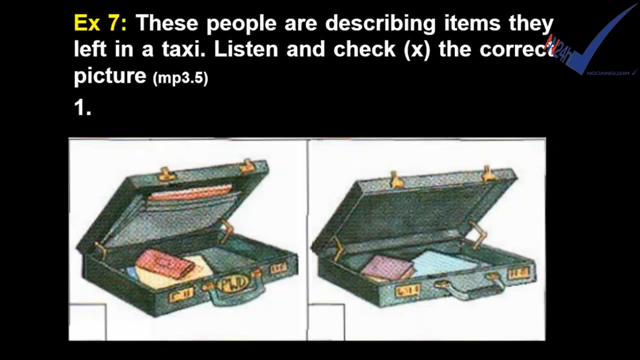 Ex 7: These people are describing items they
left in a taxi. Listen and check (x) the correct
picture (mp3.5)
1.
PWD